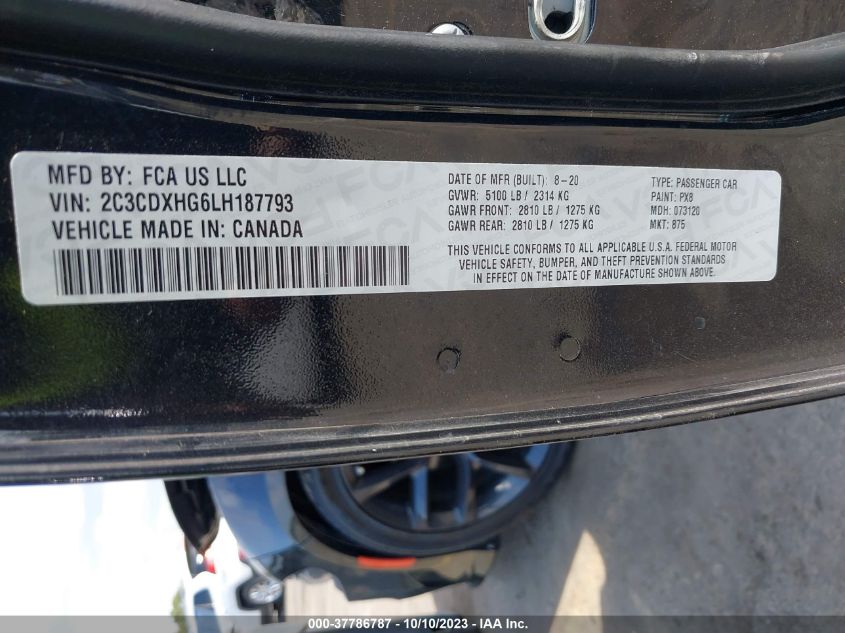 MFD BY: FCA US LLC
VIN: 2C3CDXHG6LH187793
VEHICLE MADE IN: CANADA
DATE OF MFR (BUILT): 8-20
GVWR: 5100 LB / 2314 KG
GAWR FRONT: 2810 LB / 1275 KG
GAWR REAR: 2810 LB / 1275 KG
TYPE: PASSENGER CAR
PAINT: PX8
MDH: 073120
MKT: 875
THIS VEHICLE CONFORMS TO ALL APPLICABLE U.S.A. FEDERAL MOTOR
VEHICLE SAFETY, BUMPER, AND THEFT PREVENTION STANDARDS
IN EFFECT ON THE DATE OF MANUFACTURE SHOWN ABOVE.
000-37786787 - 10/10/2023 - IAA Inc.